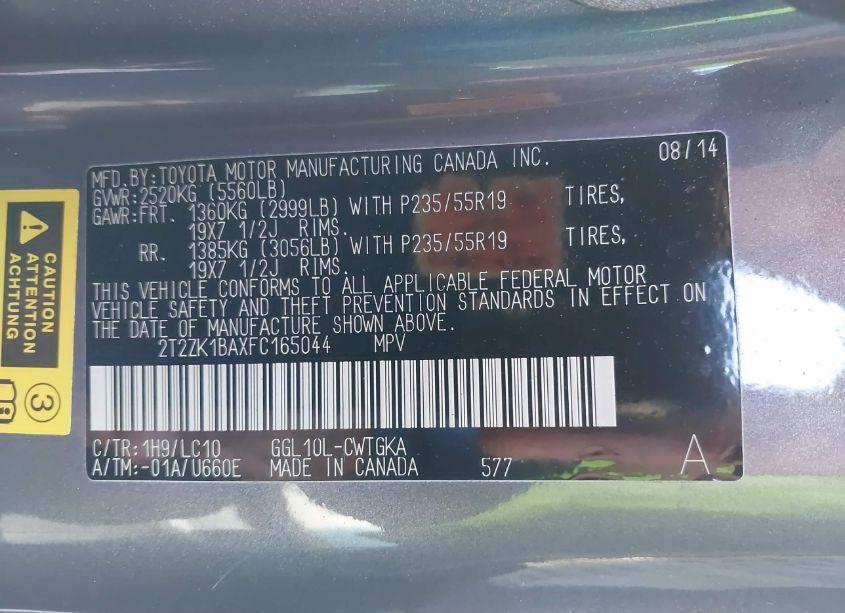 MFD.BY:TOYOTA MOTOR MANUFACTURING CANADA INC. 08/14
GVWR:2520KG (5560LB)
GAWR:FRT. 1360KG (2999LB) WITH P235/55R19 TIRES,
19X7 1/2J RIMS.
RR. 1385KG (3056LB) WITH P235/55R19 TIRES,
19X7 1/2J RIMS.
THIS VEHICLE CONFORMS TO ALL APPLICABLE FEDERAL MOTOR
VEHICLE SAFETY AND THEFT PREVENTION STANDARDS IN EFFECT ON
THE DATE OF MANUFACTURE SHOWN ABOVE.
2T2ZK1BAXFC165044 MPV
C/TR:1H9/LC10 GGL10L-CWTGKA
A/TM:-01A/U660E MADE IN CANADA 577 A
CAUTION
ATTENTION
ACHTUNG
3